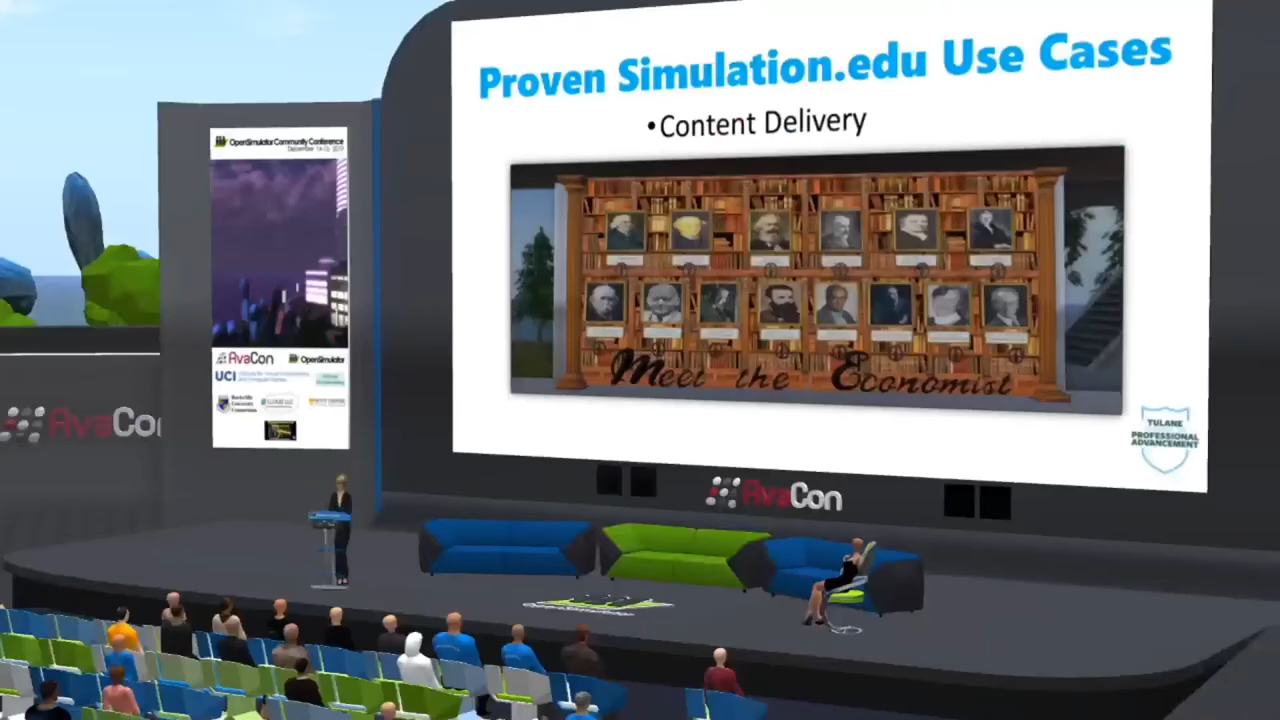 Proven Simulation.edu Use Cases
•Content Delivery
OpenSimulator Community Conference
Meet the Economist
TULANE
PROFESSIONAL
ADVANCEMENT
AvaCon
OpenSimulator
UCI
AvaCon
AvaCon
OpenSimulator